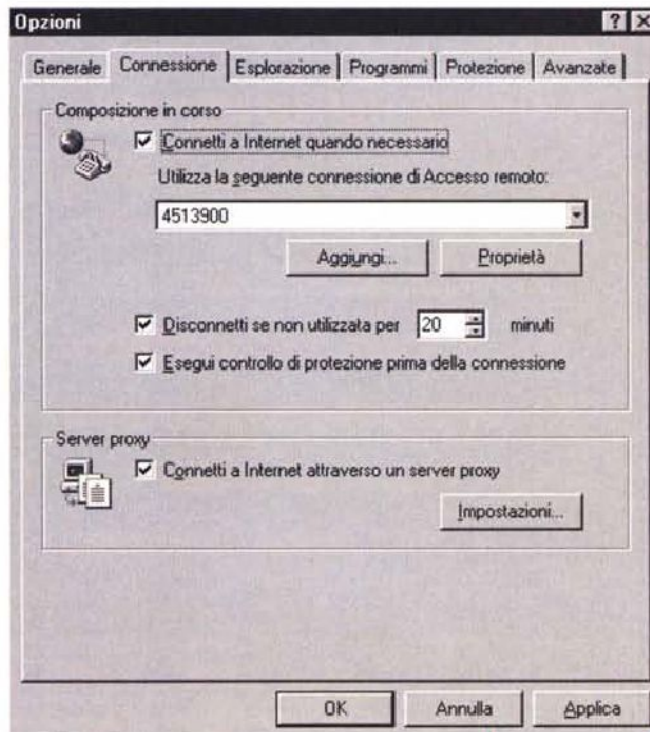 Opzioni
Generale Connessione Esplorazione Programmi Protezione Avanzate
Composizione in corso
Connetti a Internet quando necessario
Utilizza la seguente connessione di Accesso remoto:
4513900
Aggiungi... Proprietà
Disconnetti se non utilizzata per 20 minuti
Esegui controllo di protezione prima della connessione
Server proxy
Connetti a Internet attraverso un server proxy
Impostazioni...
OK Annulla Applica